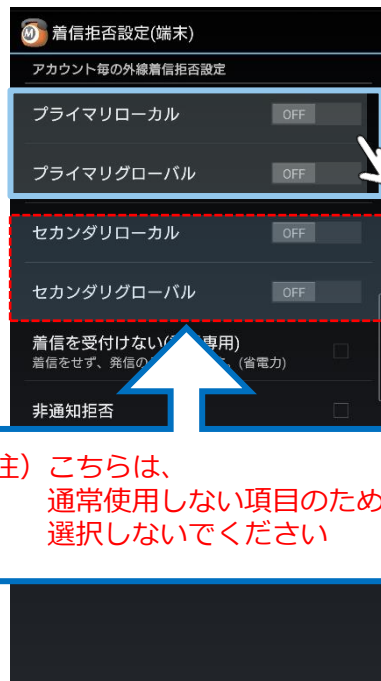 着信拒否設定(端末)
アカウント毎の外線着信拒否設定
プライマリローカル OFF
プライマリグローバル OFF
セカンダリローカル OFF
セカンダリグローバル OFF
着信を受付けない( 専用)
着信をせず、発信の (省電力)
非通知拒否
注）こちらは、
通常使用しない項目のため
選択しないでください